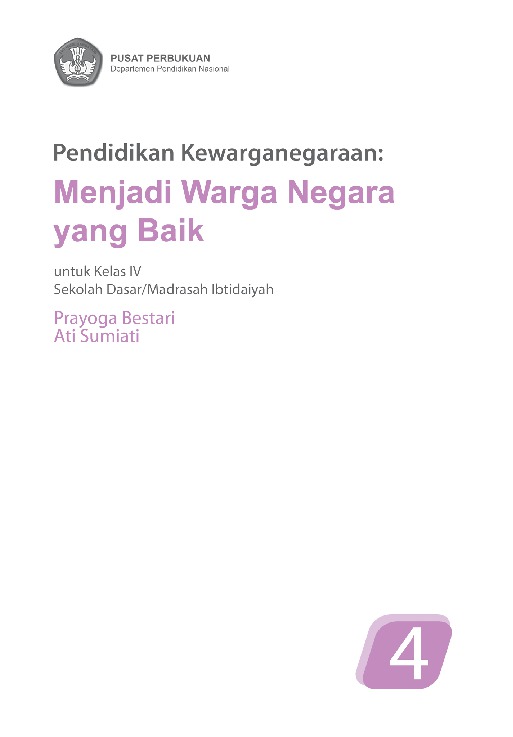 PUSAT PERBUKUAN
Departemen Pendidikan Nasional
Pendidikan Kewarganegaraan:
Menjadi Warga Negara
yang Baik
untuk Kelas IV
Sekolah Dasar/Madrasah Ibtidaiyah
Prayoga Bestari
Ati Sumiati
4